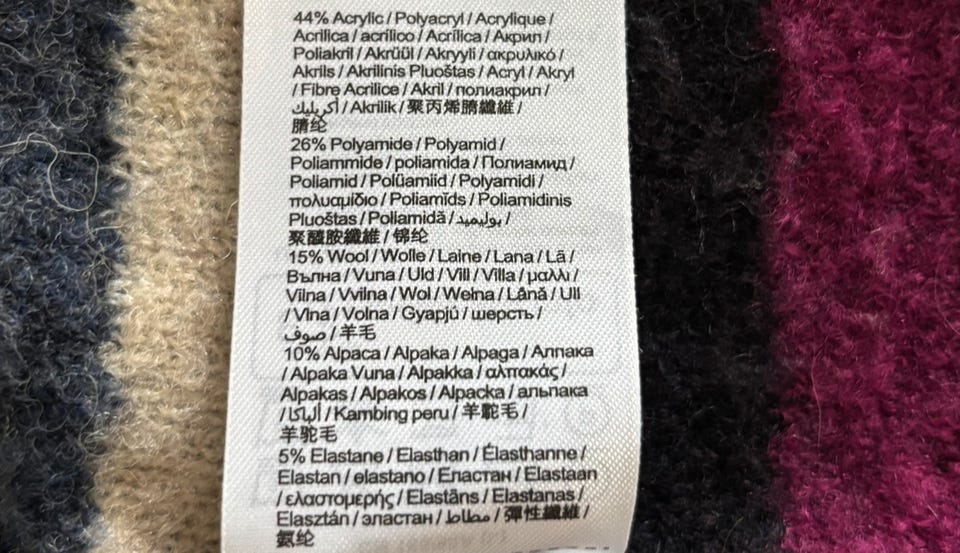 44% Acrylic / Polyacryl / Acrylique /
Acrilica / acrílico / Acrílica / Акрил /
Poliakril / Akrüül / Akryyli / ακρυλικό /
Akrils / Akrilinis Pluoštas / Acryl / Akryl
/ Fibre Acrilice / Akril / полиакрил /
أكريليك / Akrilik / 聚丙烯腈纖維 /
腈纶
26% Polyamide / Polyamid /
Poliammide / poliamida / Полиамид /
Poliamid / Polüamiid / Polyamidi /
πολυαμίδιο / Poliamīds / Poliamidinis
Pluoštas / Poliamidă / بوليميد /
聚醯胺纖維 / 锦纶
15% Wool / Wolle / Laine / Lana / Lã /
Вълна / Vuna / Uld / Vill / Villa / μαλλι /
Vilna / Vvilna / Wol / Wełna / Lână / Ull
/ Vlna / Volna / Gyapjú / шерсть /
صوف / 羊毛
10% Alpaca / Alpaka / Alpaga / Алпака
/ Alpaka Vuna / Alpakka / αλπακάς /
Alpakas / Alpakos / Alpacka / альпака
/ ألباكا / Kambing peru / 羊駝毛 /
羊驼毛
5% Elastane / Elasthan / Élasthanne /
Elastan / elastano / Еластан / Elastaan
/ ελαστομερής / Elastāns / Elastanas /
Elasztán / эластан / مطاط / 彈性纖維 /
氨纶